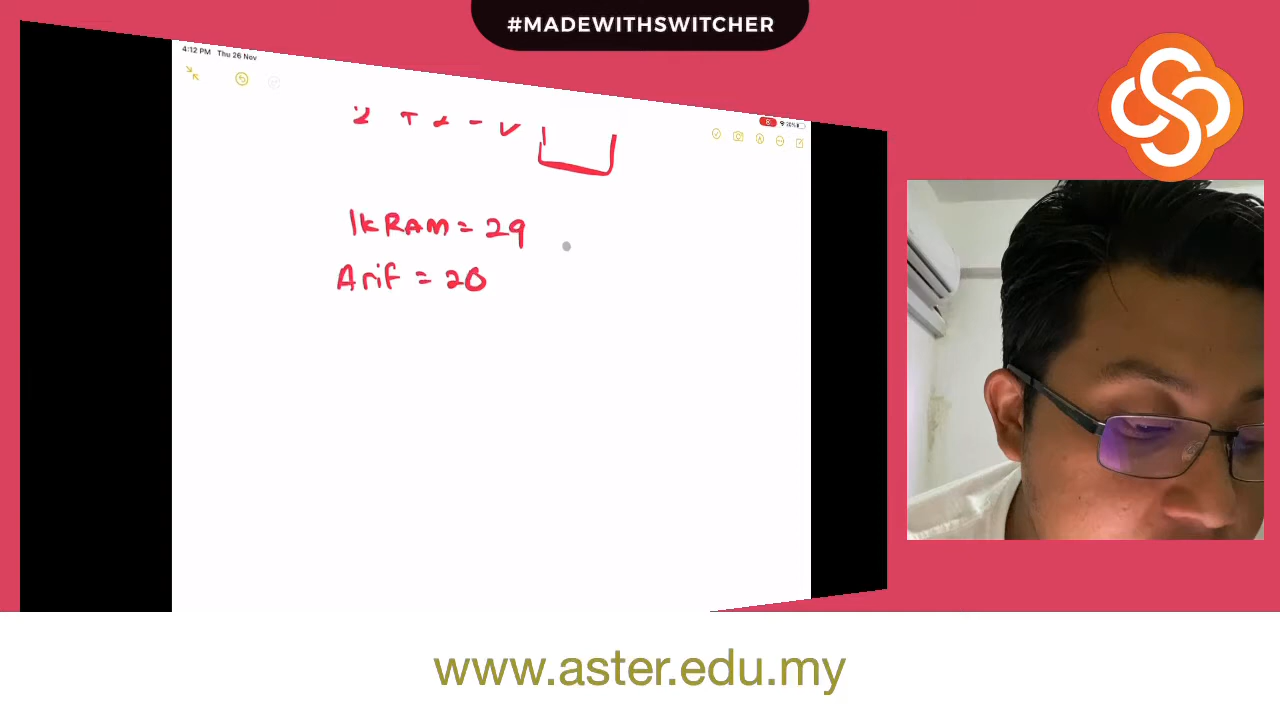 #MADEWITHSWITCHER
4:12 PM Thu 26 Nov
IKRAM = 29
Arif = 20
www.aster.edu.my